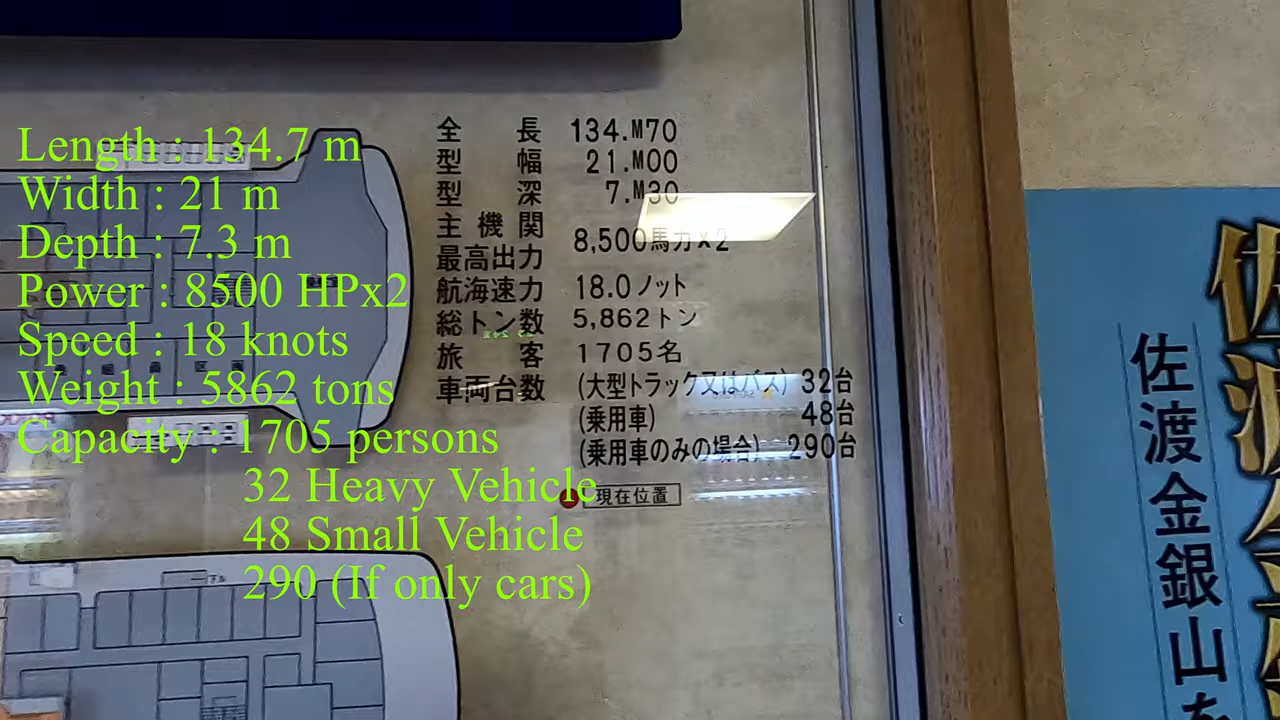 Length : 134.7 m
Width : 21 m
Depth : 7.3 m
Power : 8500 HPx2
Speed : 18 knots
Weight : 5862 tons
Capacity : 1705 persons
32 Heavy Vehicle
48 Small Vehicle
290 (If only cars)
全長 134.M70
型幅 21.M00
型深 7.M30
主機関
最高出力 8,500馬力×2
航海速力 18.0ノット
総トン数 5,862トン
旅客 1705名
車両台数 (大型トラック又はバス) 32台
(乗用車) 48台
(乗用車のみの場合) 290台
現在位置
佐渡金銀山を
佐渡金銀